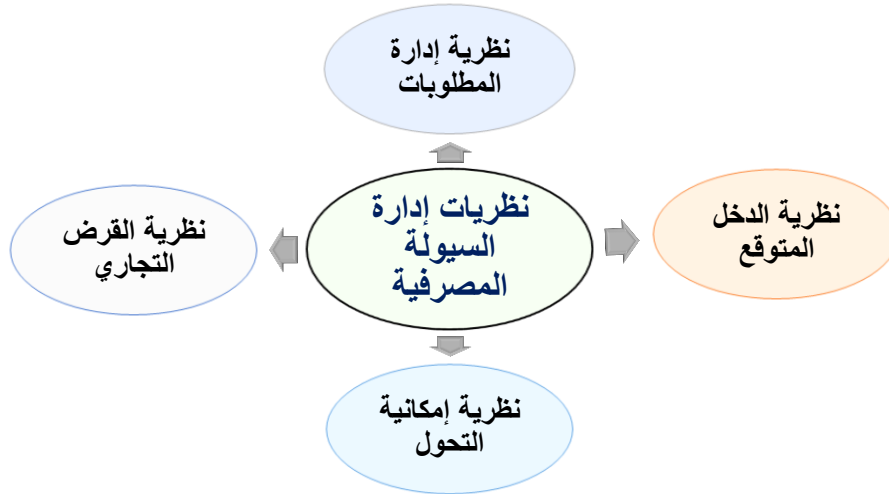 نظرية إدارة
المطلوبات
نظريات إدارة
السيولة
المصرفية
نظرية الدخل
المتوقع
نظرية القرض
التجاري
نظرية إمكانية
التحول